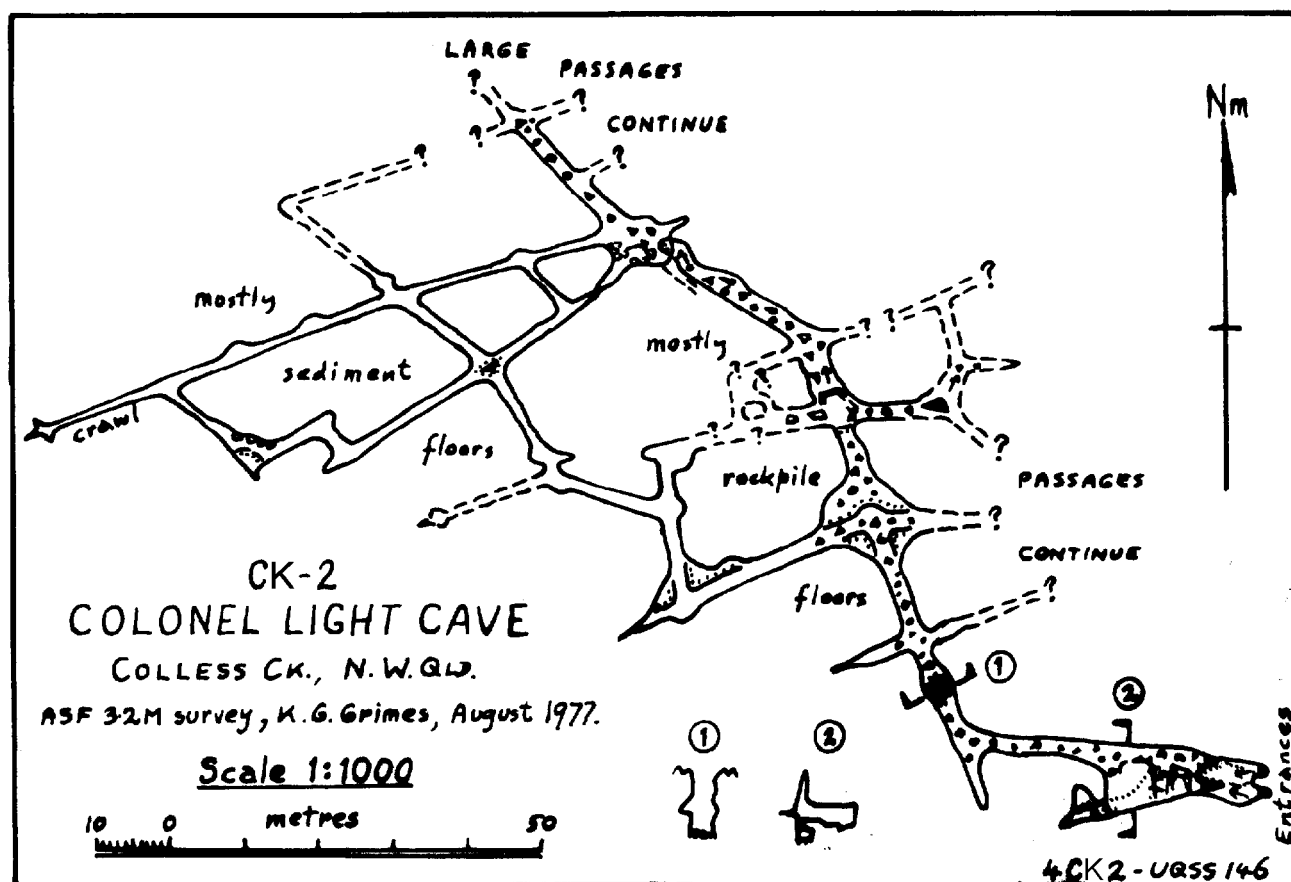 LARGE
PASSAGES
CONTINUE
Nm
? ? ? ? ?
mostly
sediment
floors
crawl
mostly
rockpile
floors
? ? ? ? ? ? ? ?
PASSAGES
CONTINUE
CK-2
COLONEL LIGHT CAVE
COLLESS CK., N.W. QLD.
ASF 3·2M survey, K.G. Grimes, August 1977.
Scale 1:1000
10 0 metres 50
1
2
1 2
Entrances
4CK2-UQSS 146